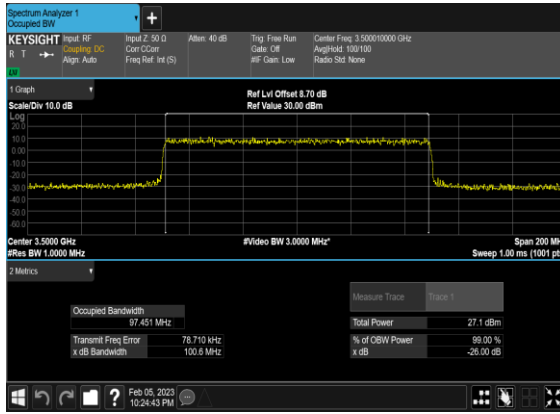 Spectrum Analyzer 1
Occupied BW
+
KEYSIGHT Input: RF Input Z: 50 Ω Atten: 40 dB Trig: Free Run Center Freq: 3.500010000 GHz
R T Coupling: DC Corr CCorr Gate: Off Avg|Hold: 100/100
Align: Auto Freq Ref: Int (S) #IF Gain: Low Radio Std: None
LW
1 Graph
Ref Lvl Offset 8.70 dB
Scale/Div 10.0 dB Ref Value 30.00 dBm
Log
20.0
10.0
0.00
-10.0
-20.0
-30.0
-40.0
-50.0
-60.0
Center 3.5000 GHz #Video BW 3.0000 MHz* Span 200 MH
#Res BW 1.0000 MHz Sweep 1.00 ms (1001 pt
2 Metrics
Measure Trace Trace 1
Occupied Bandwidth
97.451 MHz Total Power 27.1 dBm
Transmit Freq Error 78.710 kHz % of OBW Power 99.00 %
x dB Bandwidth 100.6 MHz x dB -26.00 dB
? Feb 05, 2023
10:24:43 PM